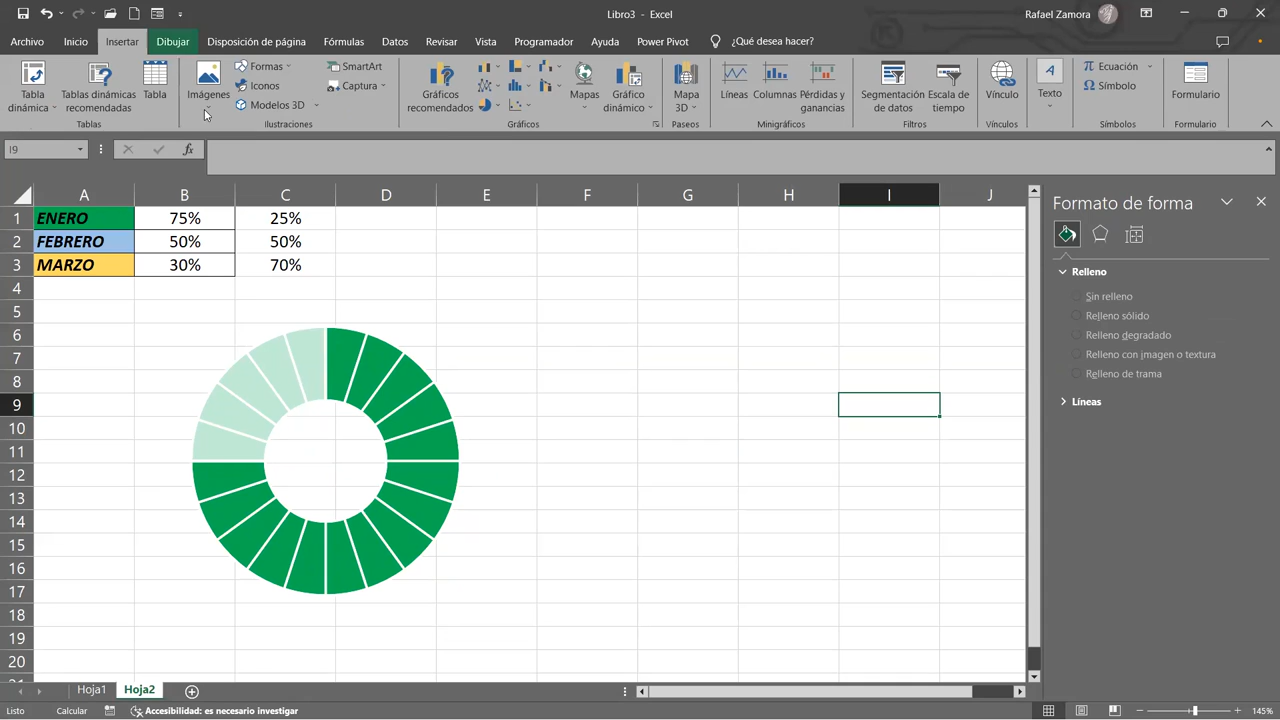 Libro3 - Excel
Rafael Zamora
Archivo Inicio Insertar Dibujar Disposición de página Fórmulas Datos Revisar Vista Programador Ayuda Power Pivot ¿Qué desea hacer?
Tabla dinámica
Tablas dinámicas recomendadas
Tabla
Tablas
Imágenes
Formas
Iconos
Modelos 3D
SmartArt
Captura
Ilustraciones
Gráficos recomendados
Mapas
Gráfico dinámico
Gráficos
Mapa 3D
Paseos
Líneas
Columnas
Pérdidas y ganancias
Minigráficos
Segmentación de datos
Escala de tiempo
Filtros
Vínculo
Vínculos
Texto
Ecuación
Símbolo
Símbolos
Formulario
Formulario
I9 fx
A B C D E F G H I J
1 ENERO 75% 25%
2 FEBRERO 50% 50%
3 MARZO 30% 70%
4
5
6
7
8
9
10
11
12
13
14
15
16
17
18
19
20
Formato de forma
Relleno
Sin relleno
Relleno sólido
Relleno degradado
Relleno con imagen o textura
Relleno de trama
Líneas
Hoja1 Hoja2
Listo Calcular Accesibilidad: es necesario investigar 145%